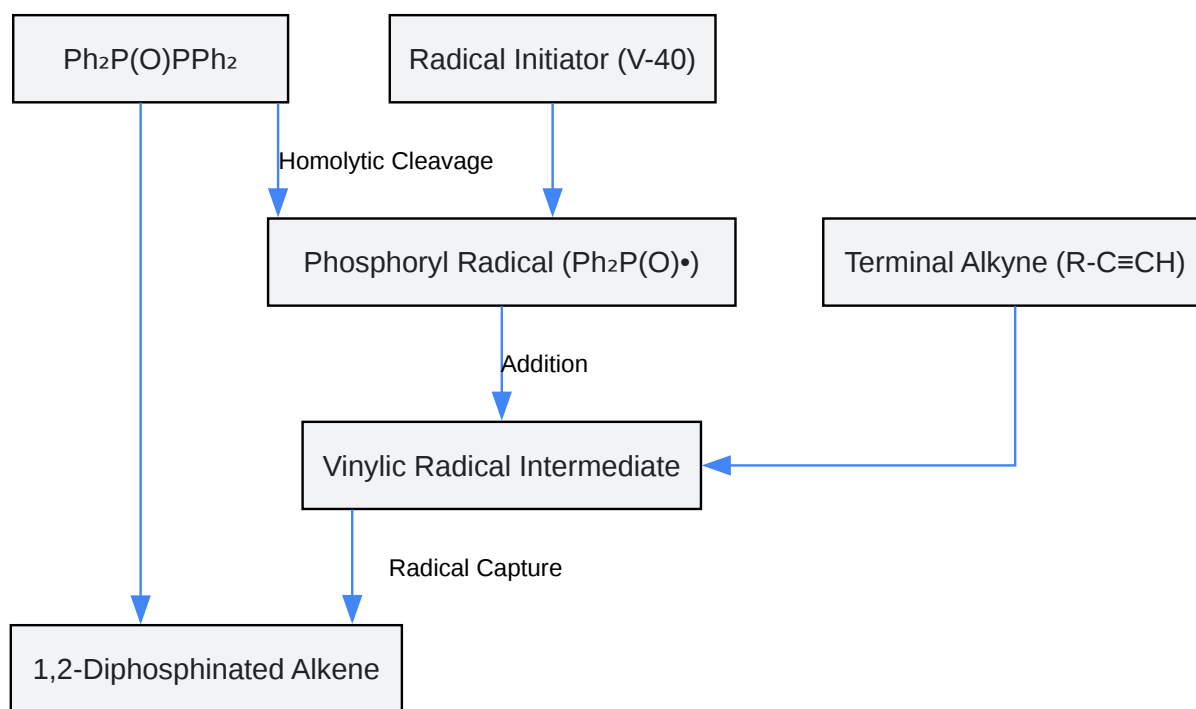 Ph₂P(O)PPh₂
Radical Initiator (V-40)
Homolytic Cleavage
Phosphoryl Radical (Ph₂P(O)•)
Terminal Alkyne (R-C≡CH)
Addition
Vinylic Radical Intermediate
Radical Capture
1,2-Diphosphinated Alkene